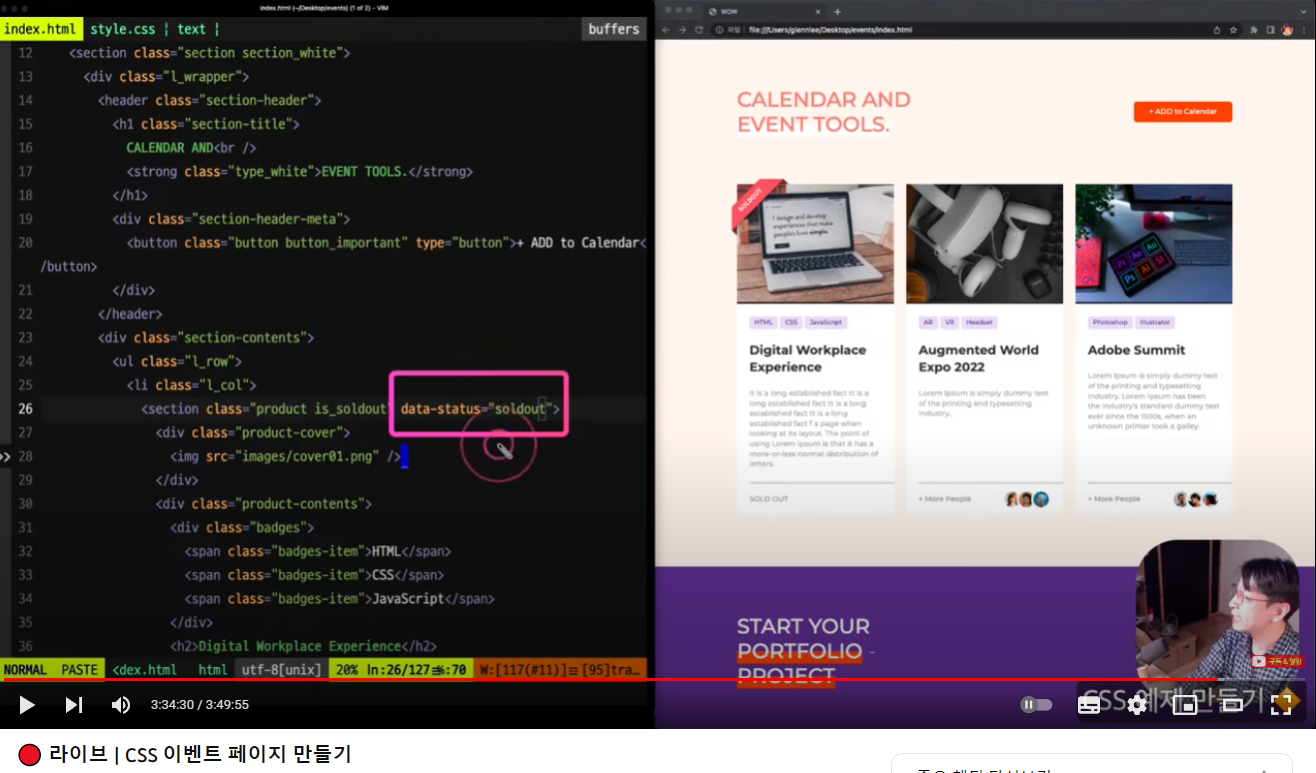 index.html (~/Desktop/events) (1 of 2) - VIM
index.html style.css | text |
buffers
12 <section class="section section_white">
13 <div class="l_wrapper">
14 <header class="section-header">
15 <h1 class="section-title">
16 CALENDAR AND<br />
17 <strong class="type_white">EVENT TOOLS.</strong>
18 </h1>
19 <div class="section-header-meta">
20 <button class="button button_important" type="button">+ ADD to Calendar<
/button>
21 </div>
22 </header>
23 <div class="section-contents">
24 <ul class="l_row">
25 <li class="l_col">
26 <section class="product is_soldout" data-status="soldout">
27 <div class="product-cover">
>> 28 <img src="images/cover01.png" />
29 </div>
30 <div class="product-contents">
31 <div class="badges">
32 <span class="badges-item">HTML</span>
33 <span class="badges-item">CSS</span>
34 <span class="badges-item">JavaScript</span>
35 </div>
36 <h2>Digital Workplace Experience</h2>
NORMAL PASTE <dex.html html utf-8[unix] 20% ln:26/127 :70 W:[117(#11)] [95]tra…
WOW
파일 file:///Users/glennlee/Desktop/events/index.html
CALENDAR AND
EVENT TOOLS.
+ ADD to Calendar
SOLDOUT
I design and develop
experiences that make
people's lives simple.
Pr Ae Au
Ps Ai
HTML CSS JavaScript
Digital Workplace
Experience
It is a long established fact It is a
long established fact It is a long
established fact f a page when
looking at its layout. The point of
using Lorem Ipsum is that it has a
more-or-less normal distribution of
letters.
SOLD OUT
AR VR Headset
Augmented World
Expo 2022
Lorem Ipsum is simply dummy text
of the printing and typesetting
industry.
+ More People
Photoshop Illustrator
Adobe Summit
Lorem Ipsum is simply dummy text
of the printing and typesetting
industry. Lorem Ipsum has been
the industry's standard dummy text
ever since the 1500s, when an
unknown printer took a galley.
+ More People
START YOUR
PORTFOLIO -
PROJECT
구독 & 알림
CSS 예제 만들기
3:34:30 / 3:49:55
라이브 | CSS 이벤트 페이지 만들기